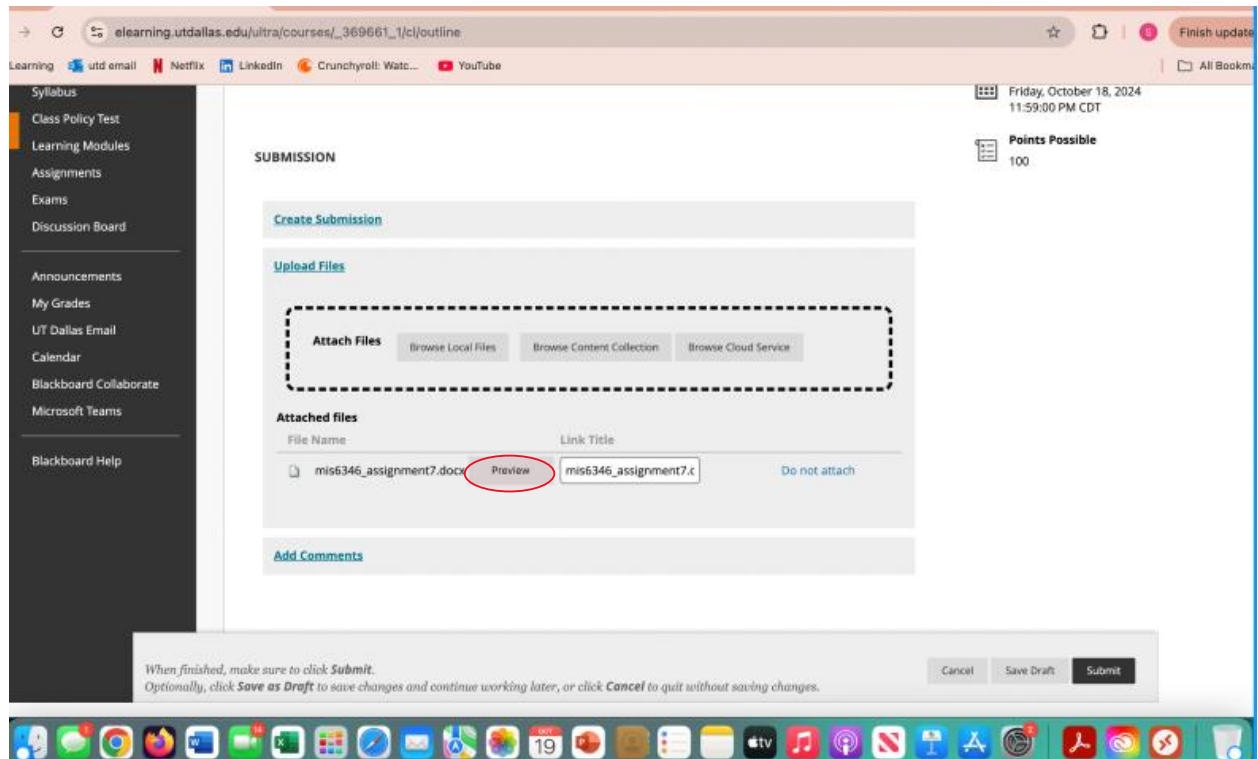 elearning.utdallas.edu/ultra/courses/_369661_1/cl/outline
S
Finish update
Learning
utd email
Netflix
LinkedIn
Crunchyroll: Watc...
YouTube
All Bookma
Syllabus
Class Policy Test
Learning Modules
Assignments
Exams
Discussion Board
Announcements
My Grades
UT Dallas Email
Calendar
Blackboard Collaborate
Microsoft Teams
Blackboard Help
Friday, October 18, 2024
11:59:00 PM CDT
Points Possible
100
SUBMISSION
Create Submission
Upload Files
Attach Files
Browse Local Files
Browse Content Collection
Browse Cloud Service
Attached files
File Name
Link Title
mis6346_assignment7.docx
Preview
mis6346_assignment7.c
Do not attach
Add Comments
When finished, make sure to click Submit.
Optionally, click Save as Draft to save changes and continue working later, or click Cancel to quit without saving changes.
Cancel
Save Draft
Submit
OCT
19
tv